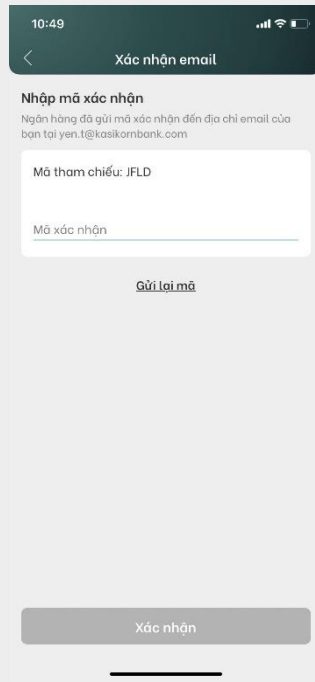 10:49
Xác nhận email
Nhập mã xác nhận
Ngân hàng đã gửi mã xác nhận đến địa chỉ email của
bạn tại yen.t@kasikornbank.com
Mã tham chiếu: JFLD
Mã xác nhận
Gửi lại mã
Xác nhận